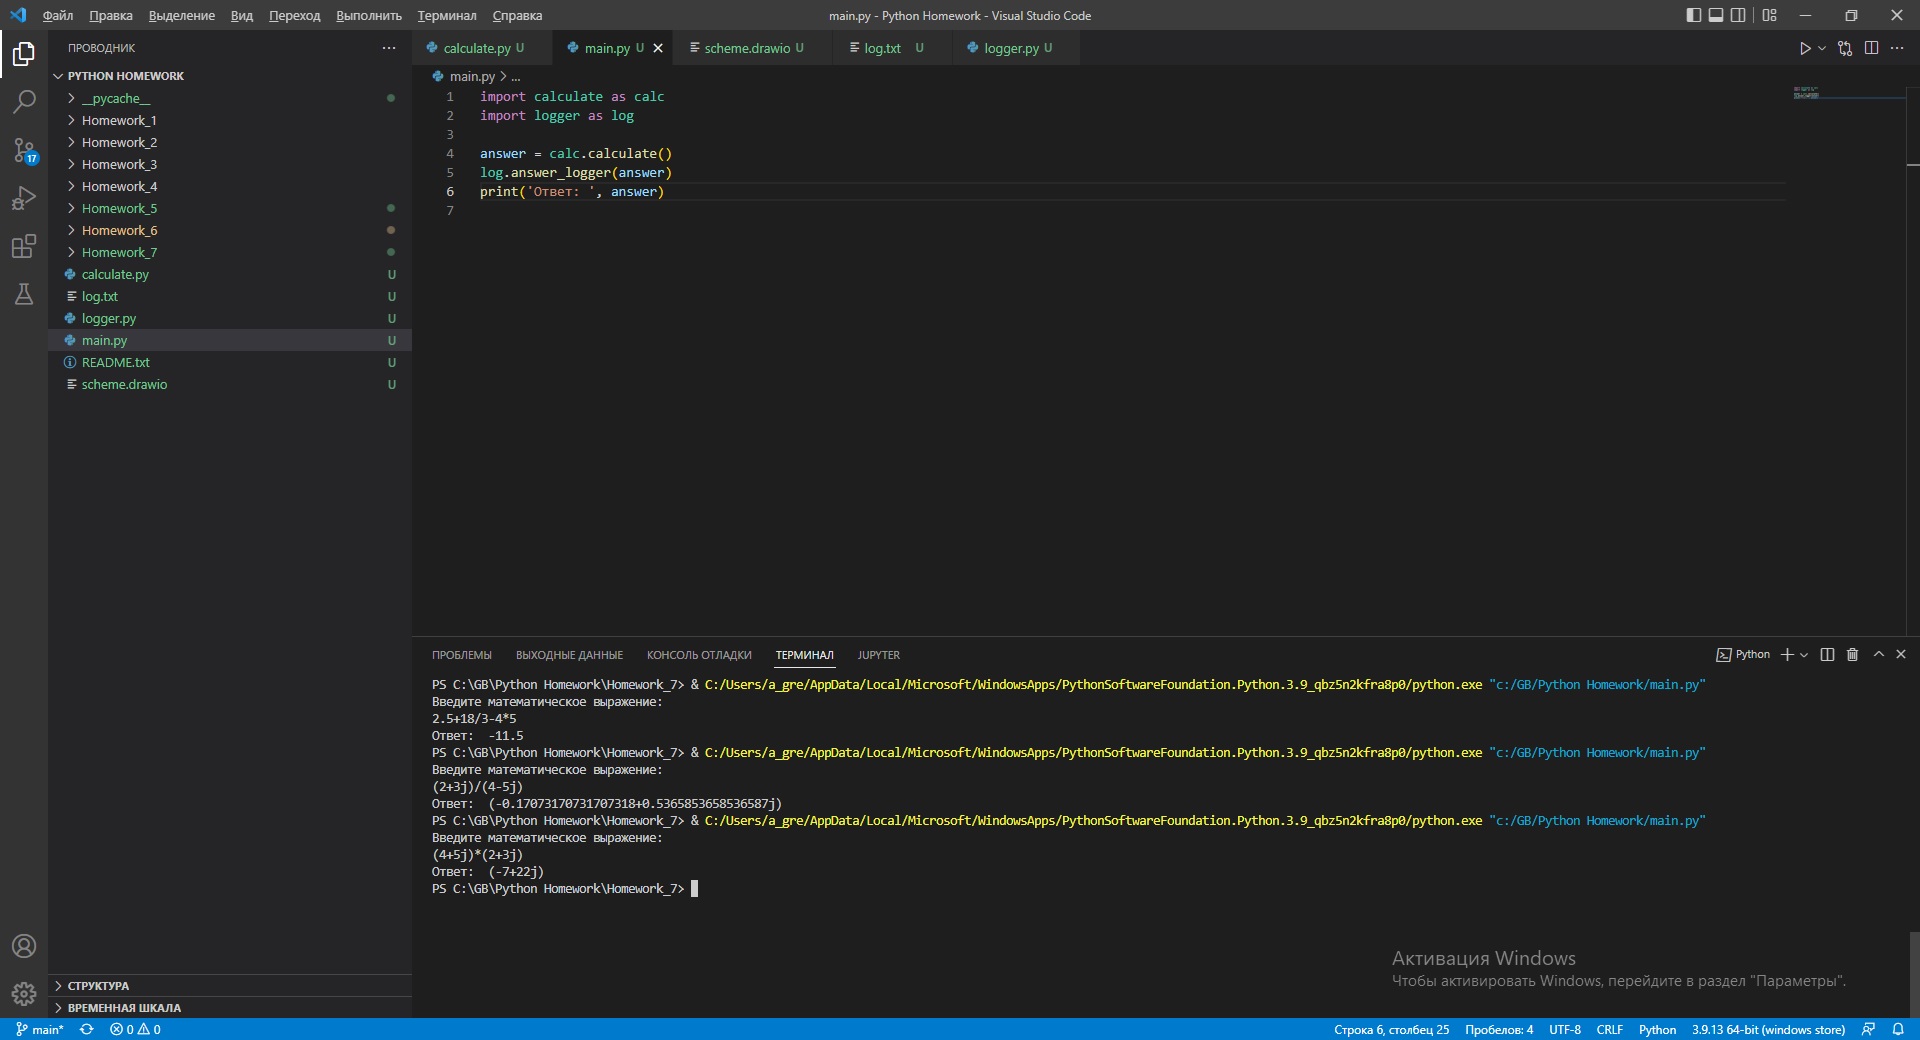 Файл Правка Выделение Вид Переход Выполнить Терминал Справка
main.py - Python Homework - Visual Studio Code
ПРОВОДНИК
17
PYTHON HOMEWORK
__pycache__
Homework_1
Homework_2
Homework_3
Homework_4
Homework_5
Homework_6
Homework_7
calculate.py U
log.txt U
logger.py U
main.py U
README.txt U
scheme.drawio U
СТРУКТУРА
ВРЕМЕННАЯ ШКАЛА
calculate.py U main.py U scheme.drawio U log.txt U logger.py U
main.py > ...
1 import calculate as calc
2 import logger as log
3
4 answer = calc.calculate()
5 log.answer_logger(answer)
6 print('Ответ: ', answer)
7
ПРОБЛЕМЫ ВЫХОДНЫЕ ДАННЫЕ КОНСОЛЬ ОТЛАДКИ ТЕРМИНАЛ JUPYTER
Python
PS C:\GB\Python Homework\Homework_7> & C:/Users/a_gre/AppData/Local/Microsoft/WindowsApps/PythonSoftwareFoundation.Python.3.9_qbz5n2kfra8p0/python.exe "c:/GB/Python Homework/main.py"
Введите математическое выражение:
2.5+18/3-4*5
Ответ:  -11.5
PS C:\GB\Python Homework\Homework_7> & C:/Users/a_gre/AppData/Local/Microsoft/WindowsApps/PythonSoftwareFoundation.Python.3.9_qbz5n2kfra8p0/python.exe "c:/GB/Python Homework/main.py"
Введите математическое выражение:
(2+3j)/(4-5j)
Ответ:  (-0.17073170731707318+0.5365853658536587j)
PS C:\GB\Python Homework\Homework_7> & C:/Users/a_gre/AppData/Local/Microsoft/WindowsApps/PythonSoftwareFoundation.Python.3.9_qbz5n2kfra8p0/python.exe "c:/GB/Python Homework/main.py"
Введите математическое выражение:
(4+5j)*(2+3j)
Ответ:  (-7+22j)
PS C:\GB\Python Homework\Homework_7>
Активация Windows
Чтобы активировать Windows, перейдите в раздел "Параметры".
main* 0 0 Строка 6, столбец 25 Пробелов: 4 UTF-8 CRLF Python 3.9.13 64-bit (windows store)